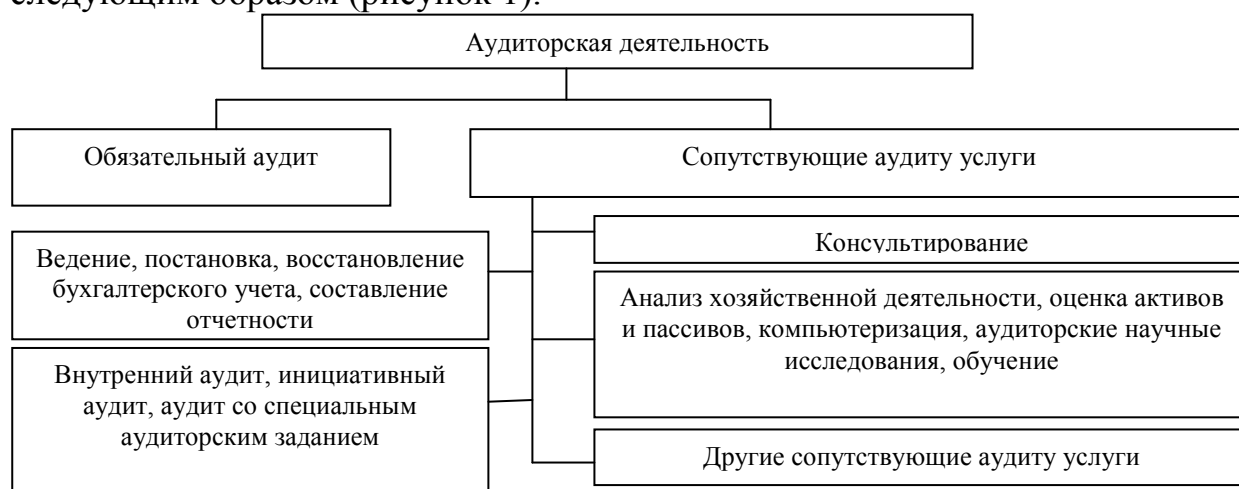 следующим образом (рисунок 1).
Аудиторская деятельность
Обязательный аудит
Сопутствующие аудиту услуги
Ведение, постановка, восстановление
бухгалтерского учета, составление
отчетности
Внутренний аудит, инициативный
аудит, аудит со специальным
аудиторским заданием
Консультирование
Анализ хозяйственной деятельности, оценка активов
и пассивов, компьютеризация, аудиторские научные
исследования, обучение
Другие сопутствующие аудиту услуги